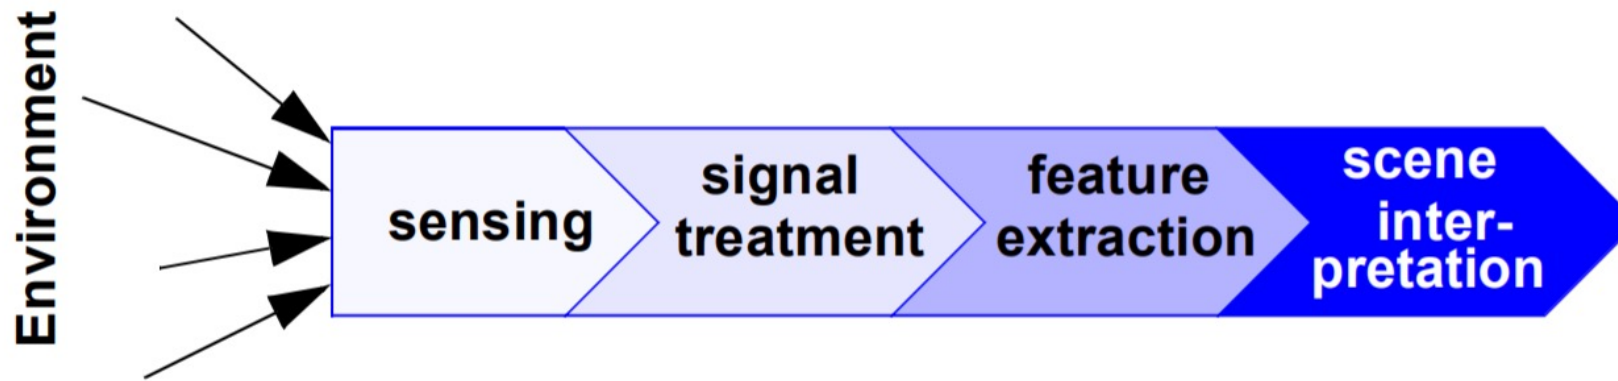 Environment
sensing
signal
treatment
feature
extraction
scene
inter-
pretation